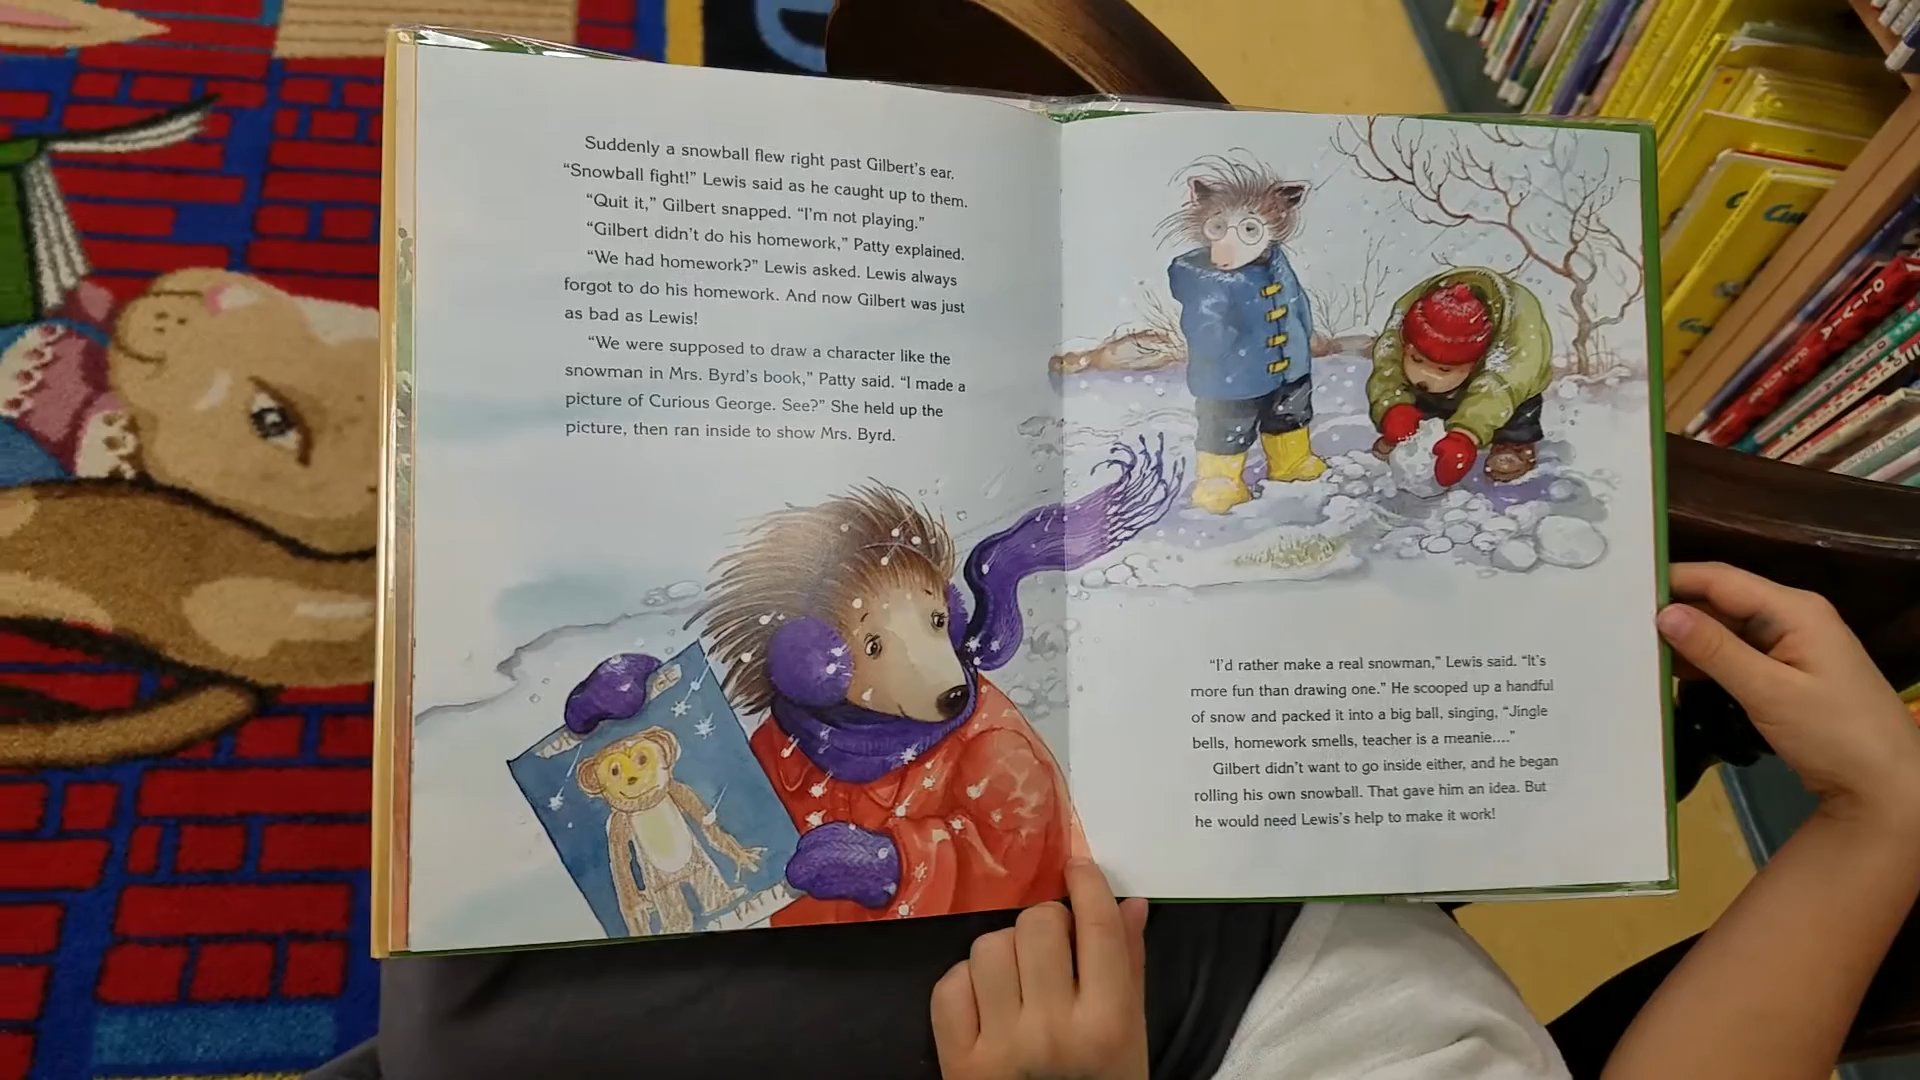 Suddenly a snowball flew right past Gilbert's ear.
“Snowball fight!” Lewis said as he caught up to them.
“Quit it,” Gilbert snapped. “I'm not playing.”
“Gilbert didn't do his homework,” Patty explained.
“We had homework?” Lewis asked. Lewis always
forgot to do his homework. And now Gilbert was just
as bad as Lewis!
“We were supposed to draw a character like the
snowman in Mrs. Byrd's book,” Patty said. “I made a
picture of Curious George. See?” She held up the
picture, then ran inside to show Mrs. Byrd.
PATTY
“I'd rather make a real snowman,” Lewis said. “It's
more fun than drawing one.” He scooped up a handful
of snow and packed it into a big ball, singing, “Jingle
bells, homework smells, teacher is a meanie....”
Gilbert didn't want to go inside either, and he began
rolling his own snowball. That gave him an idea. But
he would need Lewis's help to make it work!